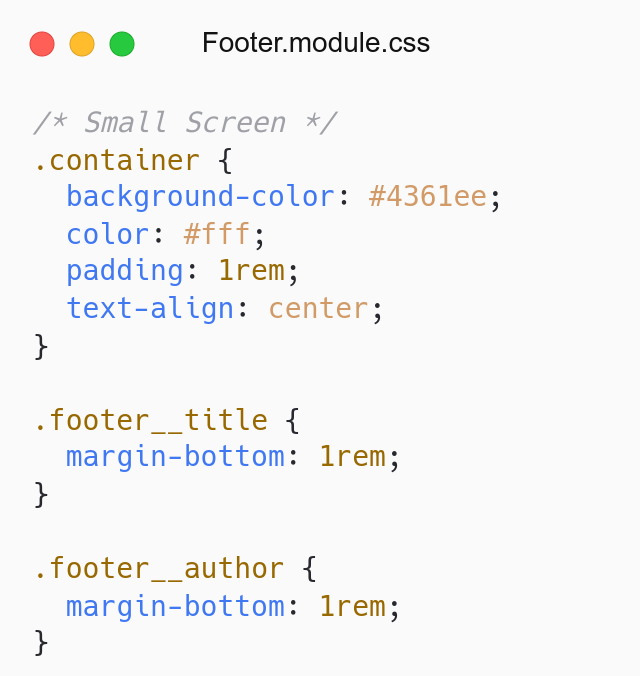 Footer.module.css
/* Small Screen */
.container {
  background-color: #4361ee;
  color: #fff;
  padding: 1rem;
  text-align: center;
}

.footer__title {
  margin-bottom: 1rem;
}

.footer__author {
  margin-bottom: 1rem;
}